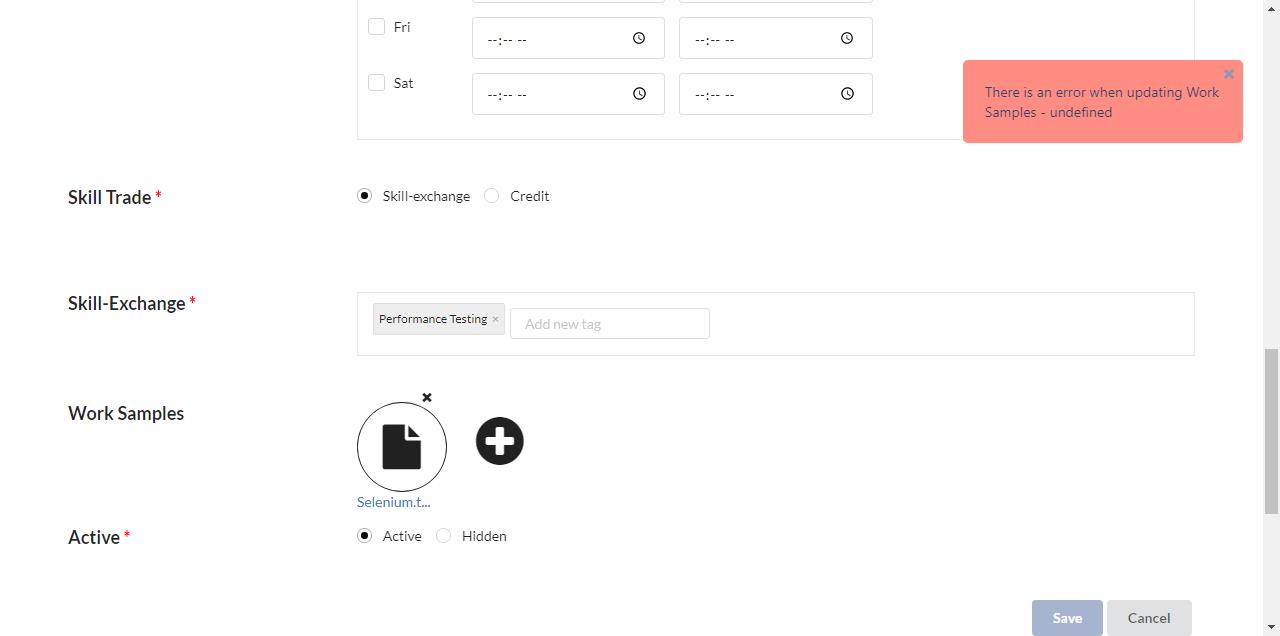 Fri
--:-- --
--:-- --
Sat
--:-- --
--:-- --
There is an error when updating Work
Samples - undefined
Skill Trade *
Skill-exchange
Credit
Skill-Exchange *
Performance Testing ×
Add new tag
Work Samples
Selenium.t...
Active *
Active
Hidden
Save
Cancel